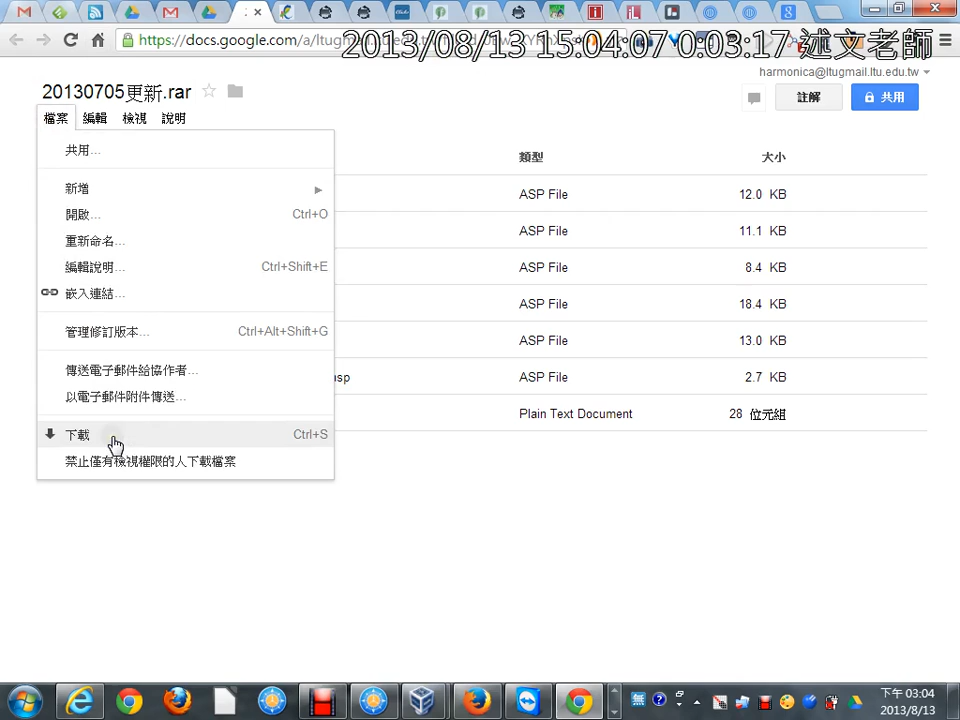 https://docs.google.com/a/ltugm
2013/08/13 15:04:07 0:03:17 述文老師
harmonica@ltugmail.ltu.edu.tw
20130705更新.rar
註解
共用
檔案 編輯 檢視 說明
類型 大小
共用...
新增
開啟... Ctrl+O
重新命名...
編輯說明... Ctrl+Shift+E
嵌入連結...
管理修訂版本... Ctrl+Alt+Shift+G
傳送電子郵件給協作者...
以電子郵件附件傳送...
下載 Ctrl+S
禁止僅有檢視權限的人下載檔案
ASP File 12.0 KB
ASP File 11.1 KB
ASP File 8.4 KB
ASP File 18.4 KB
ASP File 13.0 KB
asp ASP File 2.7 KB
Plain Text Document 28 位元組
無
下午 03:04
2013/8/13